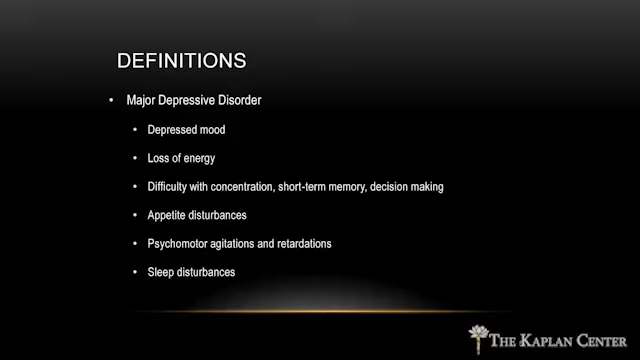 DEFINITIONS
• Major Depressive Disorder
• Depressed mood
• Loss of energy
• Difficulty with concentration, short-term memory, decision making
• Appetite disturbances
• Psychomotor agitations and retardations
• Sleep disturbances
THE KAPLAN CENTER